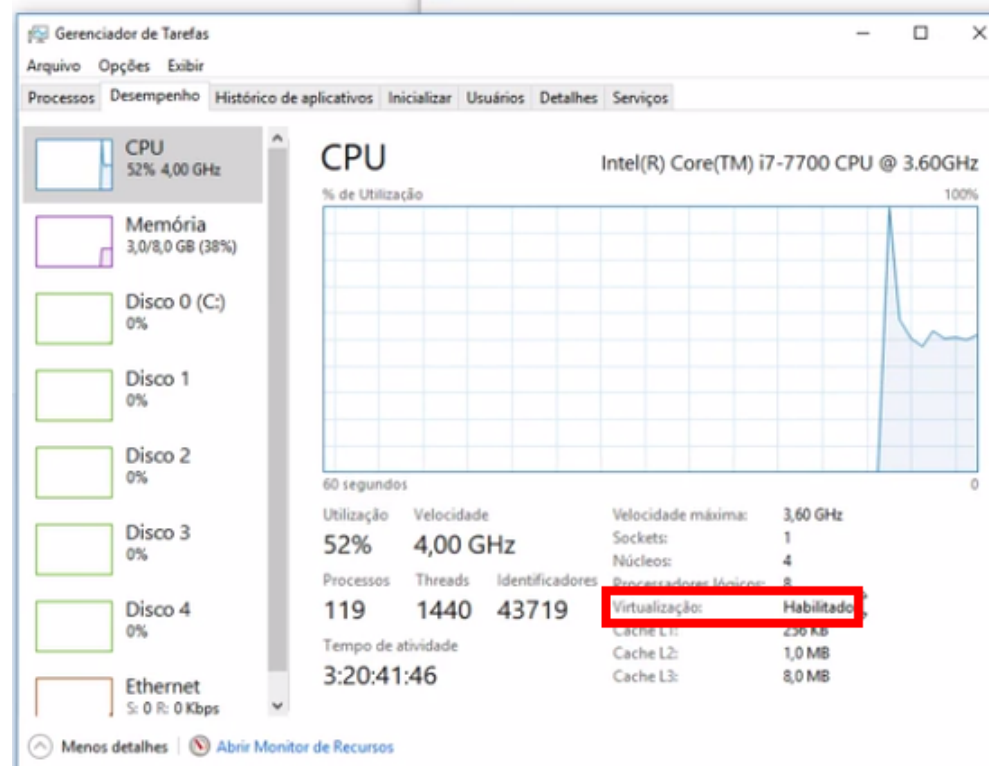 Gerenciador de Tarefas
Arquivo Opções Exibir
Processos Desempenho Histórico de aplicativos Inicializar Usuários Detalhes Serviços
CPU
52% 4,00 GHz
Memória
3,0/8,0 GB (38%)
Disco 0 (C:)
0%
Disco 1
0%
Disco 2
0%
Disco 3
0%
Disco 4
0%
Ethernet
S: 0 R: 0 Kbps
CPU Intel(R) Core(TM) i7-7700 CPU @ 3.60GHz
% de Utilização 100%
60 segundos 0
Utilização Velocidade
52% 4,00 GHz
Processos Threads Identificadores
119 1440 43719
Tempo de atividade
3:20:41:46
Velocidade máxima: 3,60 GHz
Sockets: 1
Núcleos: 4
Processadores lógicos: 8
Virtualização: Habilitado
Cache L1: 256 KB
Cache L2: 1,0 MB
Cache L3: 8,0 MB
Menos detalhes Abrir Monitor de Recursos